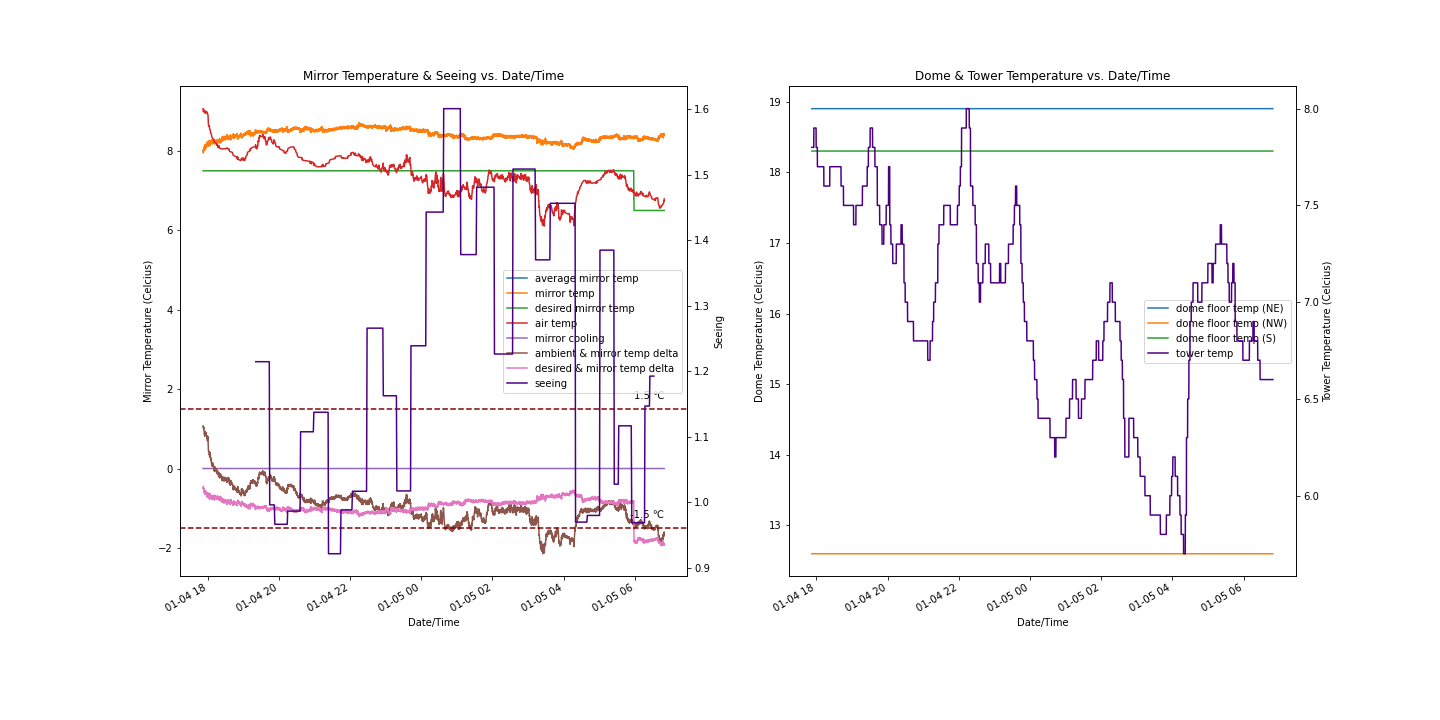 Mirror Temperature & Seeing vs. Date/Time
Mirror Temperature (Celcius)
8
6
4
2
0
−2
1.6
1.5
1.4
1.3
1.2
1.1
1.0
0.9
Seeing
average mirror temp
mirror temp
desired mirror temp
air temp
mirror cooling
ambient & mirror temp delta
desired & mirror temp delta
seeing
1.5 °C
-1.5 °C
01-04 18
01-04 20
01-04 22
01-05 00
01-05 02
01-05 04
01-05 06
Date/Time
Dome & Tower Temperature vs. Date/Time
Dome Temperature (Celcius)
19
18
17
16
15
14
13
8.0
7.5
7.0
6.5
6.0
Tower Temperature (Celcius)
dome floor temp (NE)
dome floor temp (NW)
dome floor temp (S)
tower temp
01-04 18
01-04 20
01-04 22
01-05 00
01-05 02
01-05 04
01-05 06
Date/Time